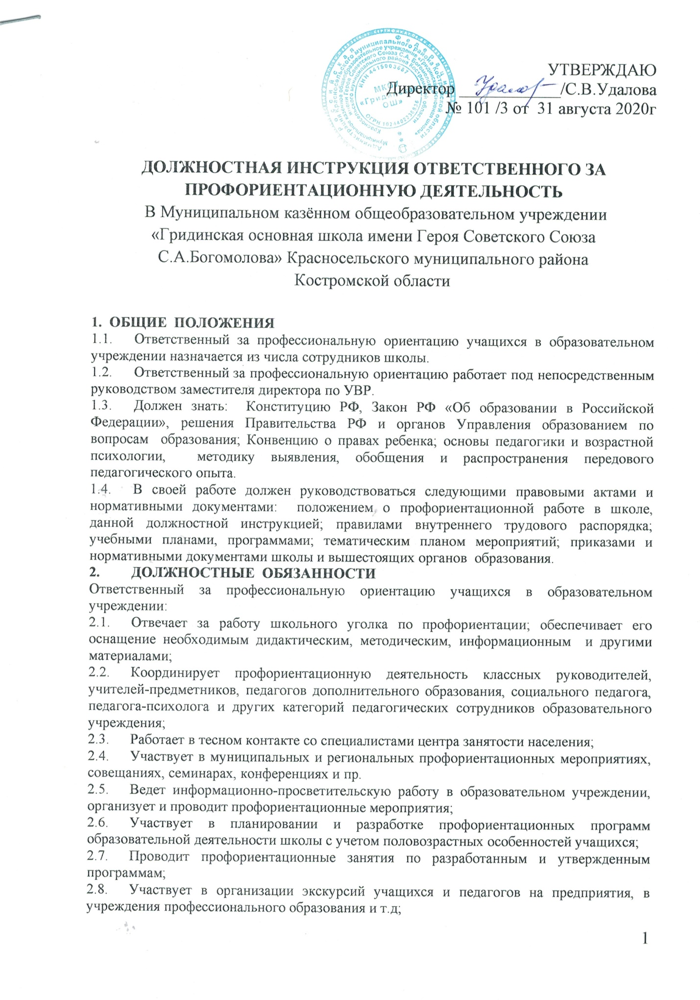 УТВЕРЖДАЮ
Директор ____________/С.В.Удалова
№ 101 /3 от 31 августа 2020г
ИНН 4415003687
МКОУ
«Гридинская
ОШ»
ОГРН 1024402236836
ДОЛЖНОСТНАЯ ИНСТРУКЦИЯ ОТВЕТСТВЕННОГО ЗА
ПРОФОРИЕНТАЦИОННУЮ ДЕЯТЕЛЬНОСТЬ
В Муниципальном казённом общеобразовательном учреждении
«Гридинская основная школа имени Героя Советского Союза
С.А.Богомолова» Красносельского муниципального района
Костромской области
1. ОБЩИЕ ПОЛОЖЕНИЯ
1.1. Ответственный за профессиональную ориентацию учащихся в образовательном
учреждении назначается из числа сотрудников школы.
1.2. Ответственный за профессиональную ориентацию работает под непосредственным
руководством заместителя директора по УВР.
1.3. Должен знать: Конституцию РФ, Закон РФ «Об образовании в Российской
Федерации», решения Правительства РФ и органов Управления образованием по
вопросам образования; Конвенцию о правах ребенка; основы педагогики и возрастной
психологии, методику выявления, обобщения и распространения передового
педагогического опыта.
1.4. В своей работе должен руководствоваться следующими правовыми актами и
нормативными документами: положением о профориентационной работе в школе,
данной должностной инструкцией; правилами внутреннего трудового распорядка;
учебными планами, программами; тематическим планом мероприятий; приказами и
нормативными документами школы и вышестоящих органов образования.
2. ДОЛЖНОСТНЫЕ ОБЯЗАННОСТИ
Ответственный за профессиональную ориентацию учащихся в образовательном
учреждении:
2.1. Отвечает за работу школьного уголка по профориентации; обеспечивает его
оснащение необходимым дидактическим, методическим, информационным и другими
материалами;
2.2. Координирует профориентационную деятельность классных руководителей,
учителей-предметников, педагогов дополнительного образования, социального педагога,
педагога-психолога и других категорий педагогических сотрудников образовательного
учреждения;
2.3. Работает в тесном контакте со специалистами центра занятости населения;
2.4. Участвует в муниципальных и региональных профориентационных мероприятиях,
совещаниях, семинарах, конференциях и пр.
2.5. Ведет информационно-просветительскую работу в образовательном учреждении,
организует и проводит профориентационные мероприятия;
2.6. Участвует в планировании и разработке профориентационных программ
образовательной деятельности школы с учетом половозрастных особенностей учащихся;
2.7. Проводит профориентационные занятия по разработанным и утвержденным
программам;
2.8. Участвует в организации экскурсий учащихся и педагогов на предприятия, в
учреждения профессионального образования и т.д;
1